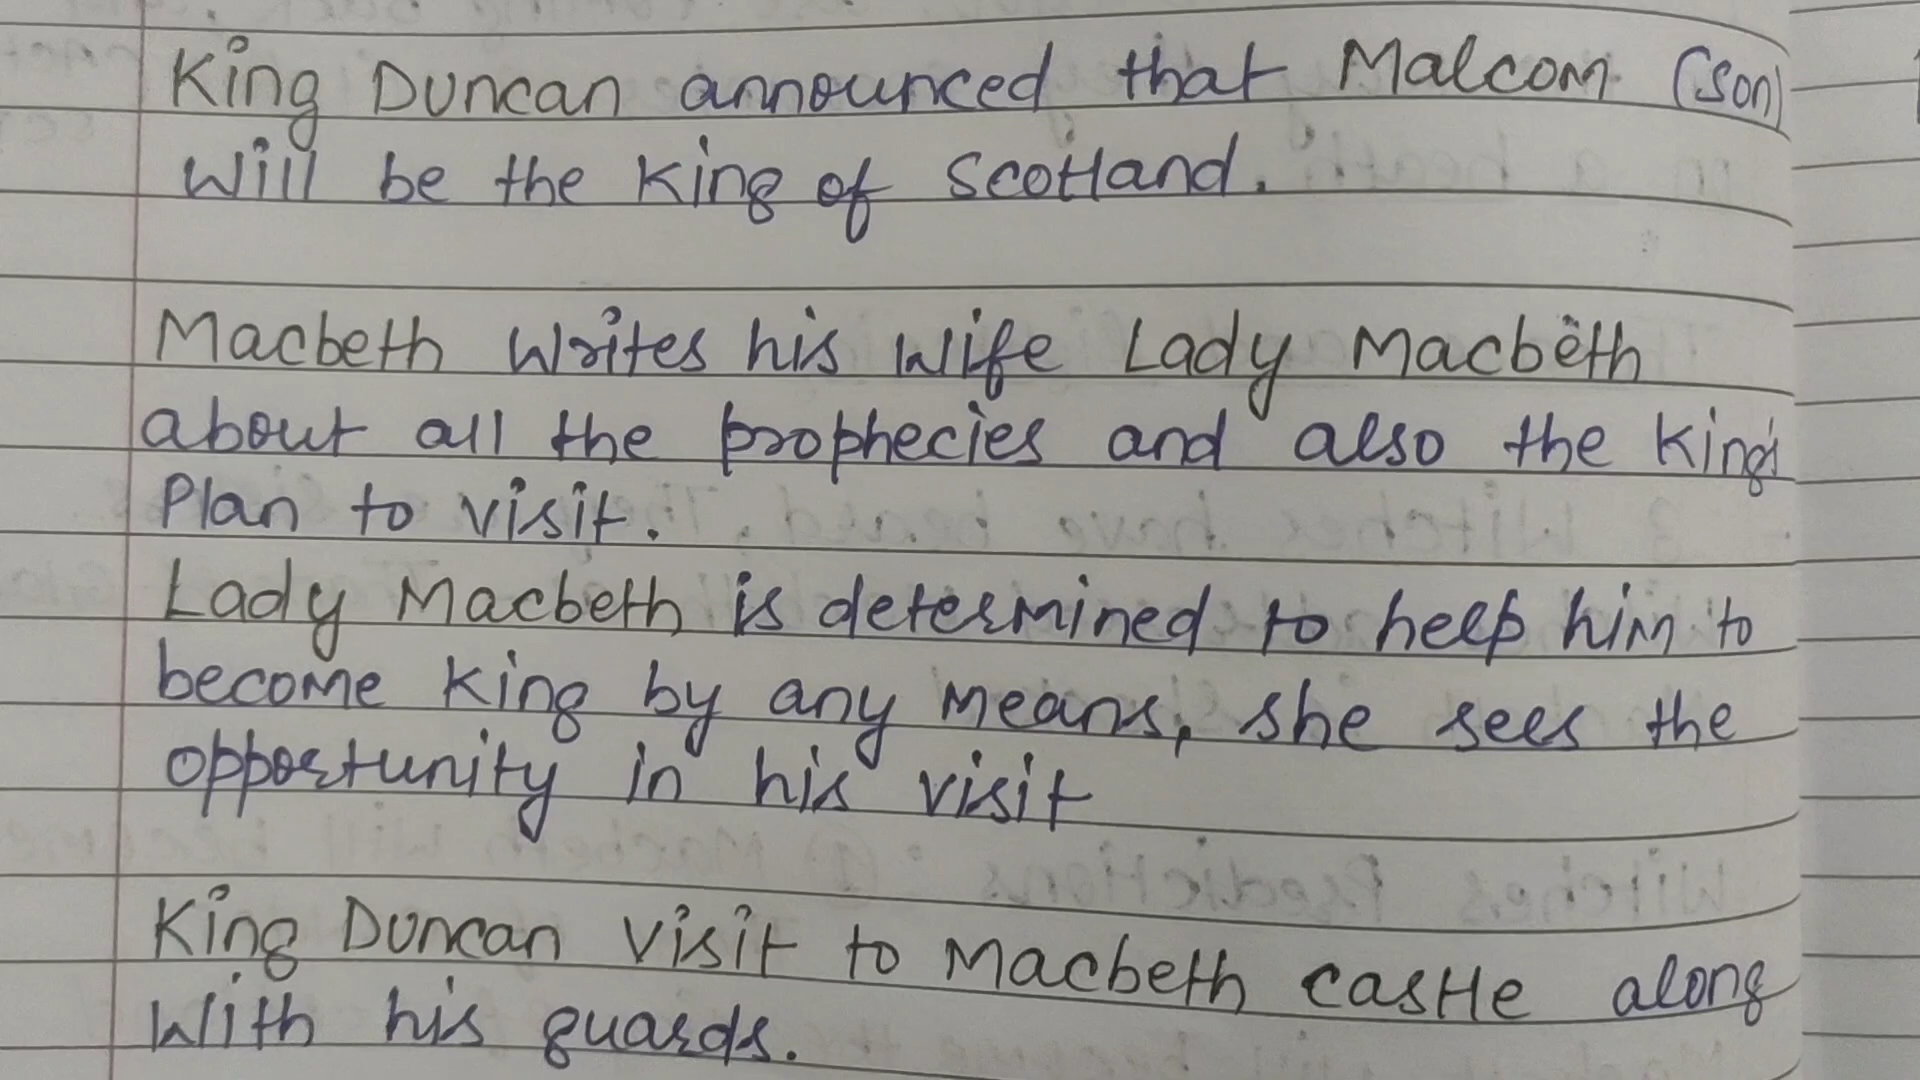 King Duncan announced that Malcom (son)
will be the king of Scotland.
Macbeth writes his wife Lady Macbeth
about all the prophecies and also the king's
Plan to visit.
Lady Macbeth is determined to help him to
become king by any means, she sees the
opportunity in his visit
King Duncan visit to Macbeth castle along
with his guards.